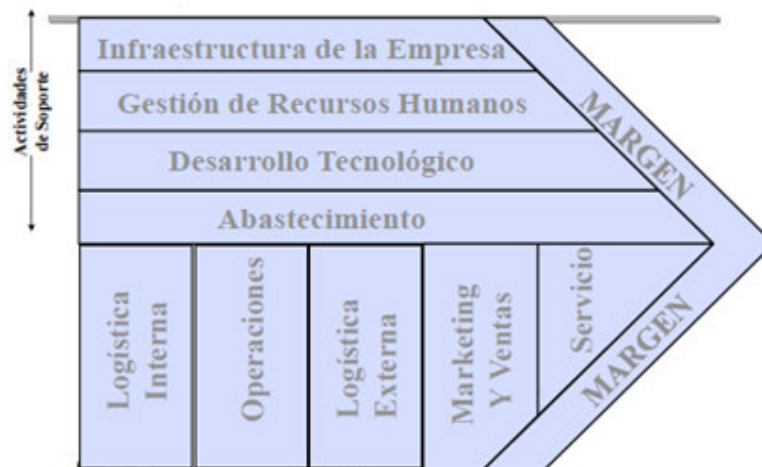 Actividades
de Soporte
Infraestructura de la Empresa
Gestión de Recursos Humanos
Desarrollo Tecnológico
Abastecimiento
MARGEN
Logística
Interna
Operaciones
Logística
Externa
Marketing
Y Ventas
Servicio
MARGEN